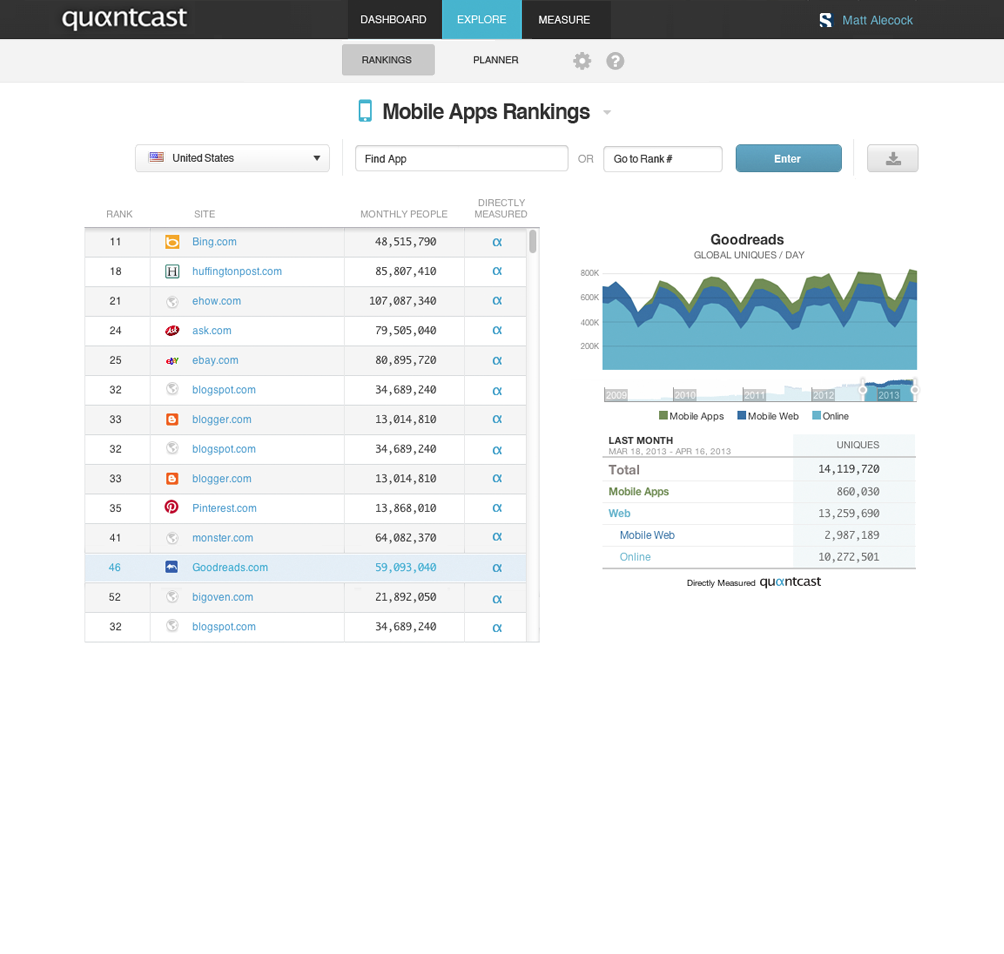 quantcast
DASHBOARD EXPLORE MEASURE
Matt Alecock
RANKINGS PLANNER ?
Mobile Apps Rankings
United States
Find App OR Go to Rank # Enter
RANK SITE MONTHLY PEOPLE DIRECTLY MEASURED
11 Bing.com 48,515,790 α
18 H huffingtonpost.com 85,807,410 α
21 ehow.com 107,087,340 α
24 Ask ask.com 79,505,040 α
25 ebay ebay.com 80,895,720 α
32 blogspot.com 34,689,240 α
33 blogger.com 13,014,810 α
32 blogspot.com 34,689,240 α
33 blogger.com 13,014,810 α
35 Pinterest.com 13,868,010 α
41 monster.com 64,082,370 α
46 Goodreads.com 59,093,040 α
52 bigoven.com 21,892,050 α
32 blogspot.com 34,689,240 α
Goodreads
GLOBAL UNIQUES / DAY
800K
600K
400K
200K
2009 2010 2011 2012 2013
Mobile Apps Mobile Web Online
LAST MONTH UNIQUES
MAR 18, 2013 - APR 16, 2013
Total 14,119,720
Mobile Apps 860,030
Web 13,259,690
Mobile Web 2,987,189
Online 10,272,501
Directly Measured quantcast